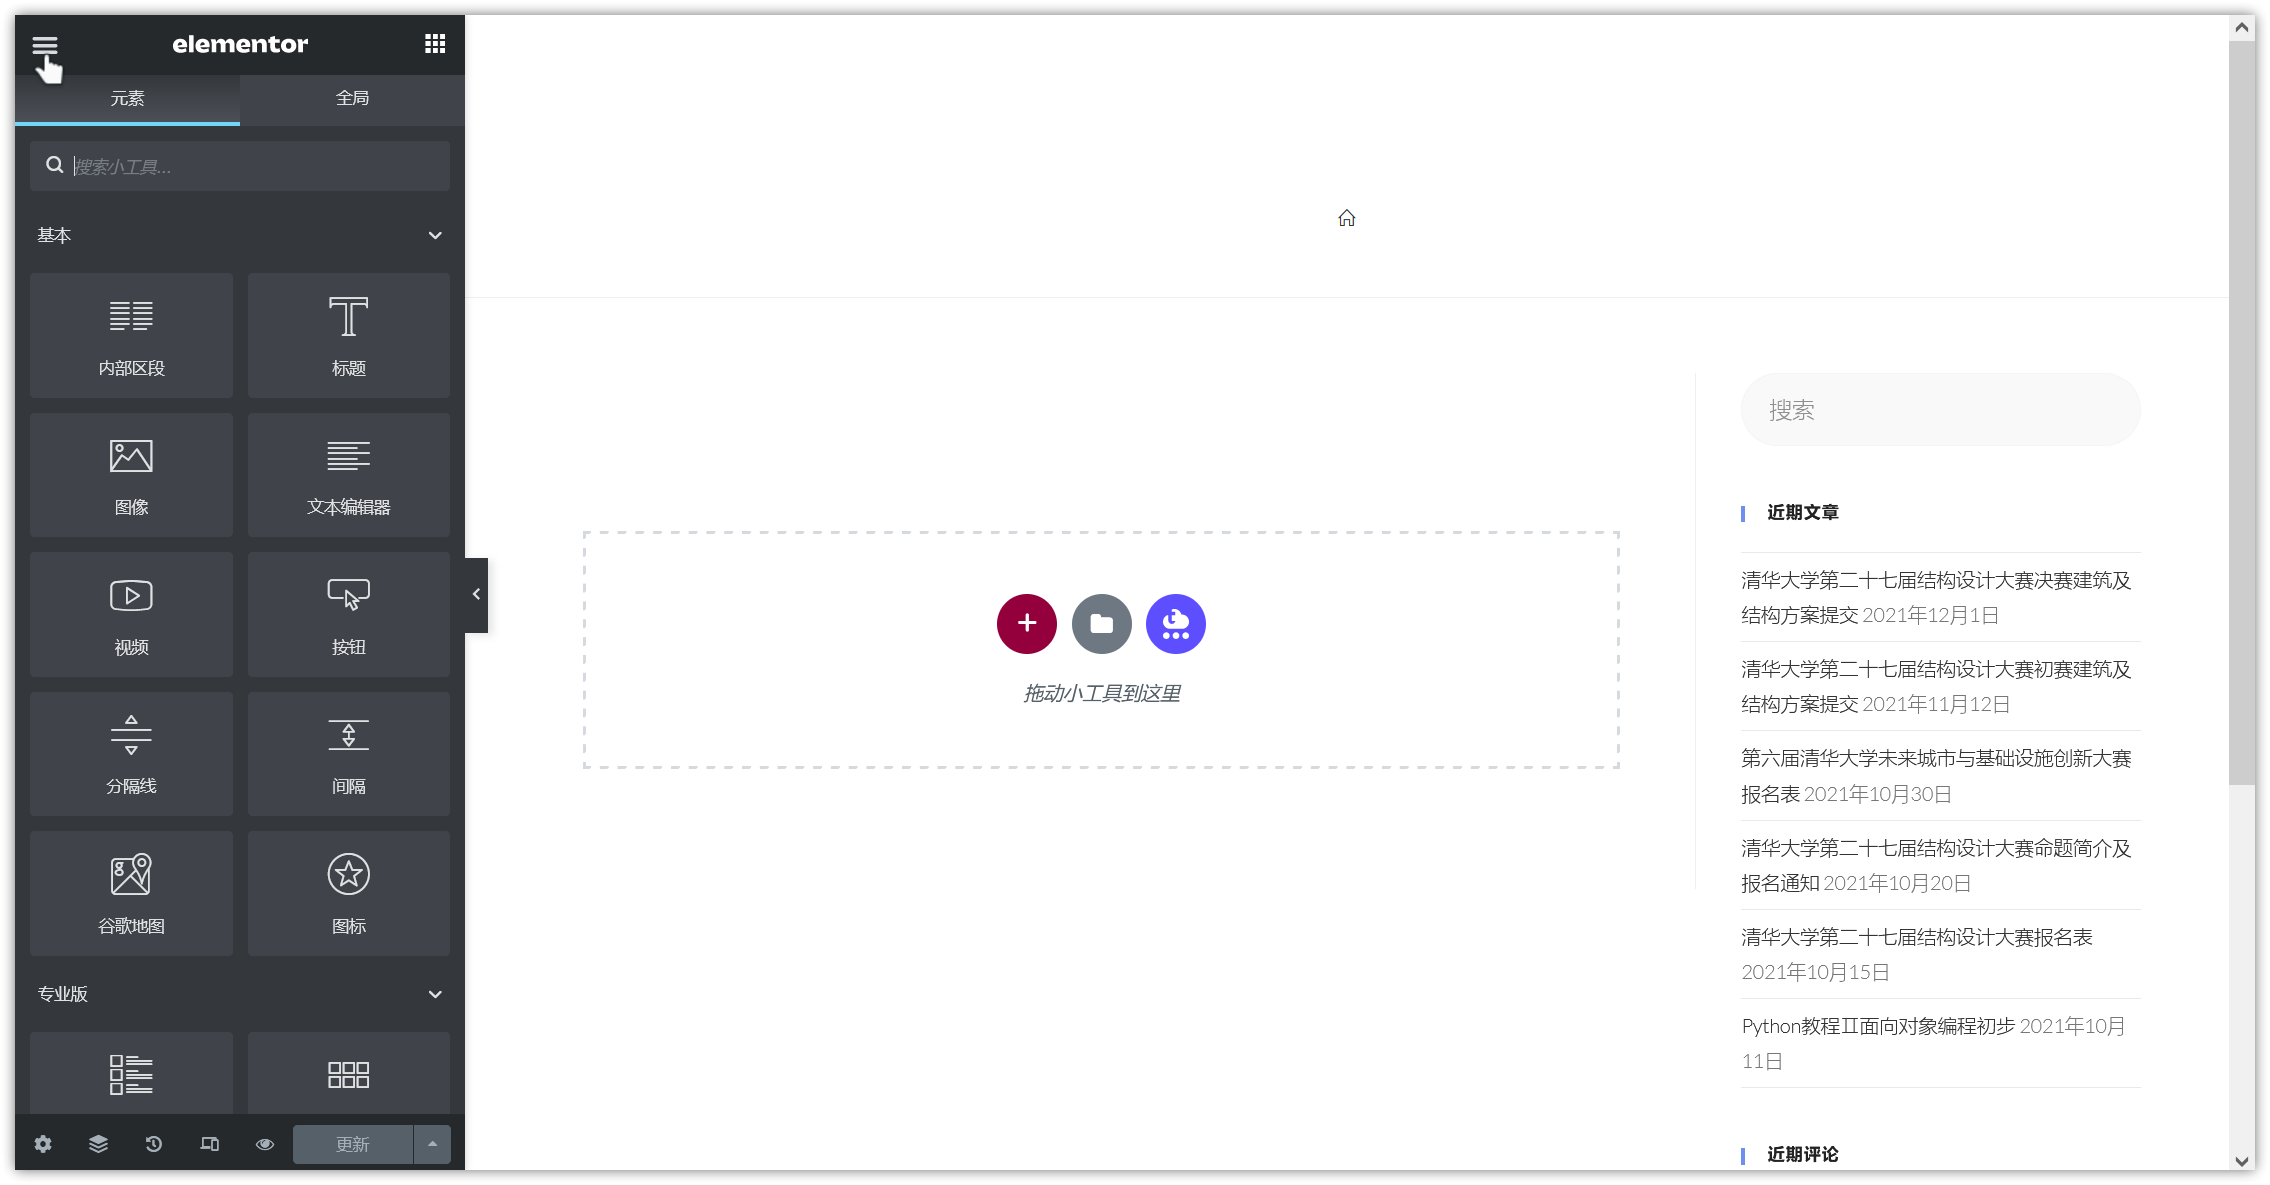 elementor
元素
全局
搜索小工具...
基本
内部区段
标题
图像
文本编辑器
视频
按钮
分隔线
间隔
谷歌地图
图标
专业版
更新
拖动小工具到这里
搜索
近期文章
清华大学第二十七届结构设计大赛决赛建筑及
结构方案提交 2021年12月1日
清华大学第二十七届结构设计大赛初赛建筑及
结构方案提交 2021年11月12日
第六届清华大学未来城市与基础设施创新大赛
报名表 2021年10月30日
清华大学第二十七届结构设计大赛命题简介及
报名通知 2021年10月20日
清华大学第二十七届结构设计大赛报名表
2021年10月15日
Python教程Ⅱ面向对象编程初步 2021年10月
11日
近期评论